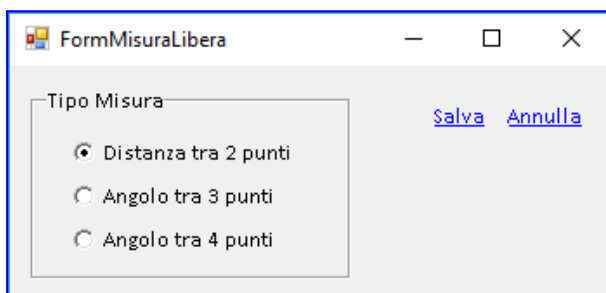 FormMisuraLibera
Tipo Misura
Salva Annulla
Distanza tra 2 punti
Angolo tra 3 punti
Angolo tra 4 punti